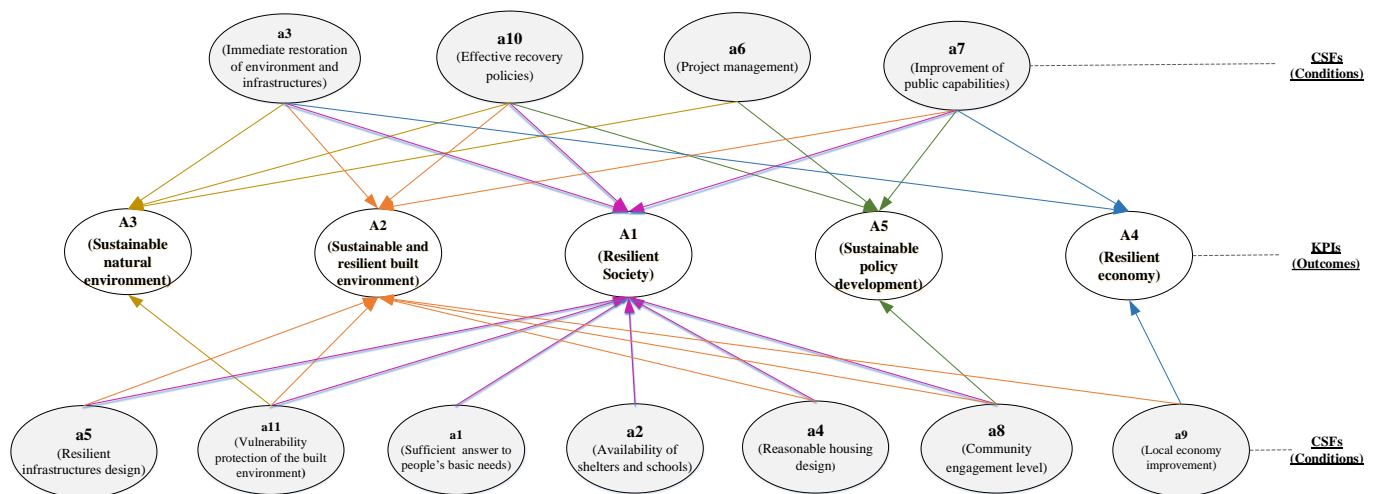 a3
(Immediate restoration
of environment and
infrastructures)
a10
(Effective recovery
policies)
a6
(Project management)
a7
(Improvement of
public capabilities)
CSFs
(Conditions)
A3
(Sustainable
natural
environment)
A2
(Sustainable and
resilient built
environment)
A1
(Resilient
Society)
A5
(Sustainable
policy
development)
A4
(Resilient
economy)
KPIs
(Outcomes)
a5
(Resilient
infrastructures design)
a11
(Vulnerability
protection of the built
environment)
a1
(Sufficient answer to
people's basic needs)
a2
(Availability of
shelters and schools)
a4
(Reasonable housing
design)
a8
(Community
engagement level)
a9
(Local economy
improvement)
CSFs
(Conditions)